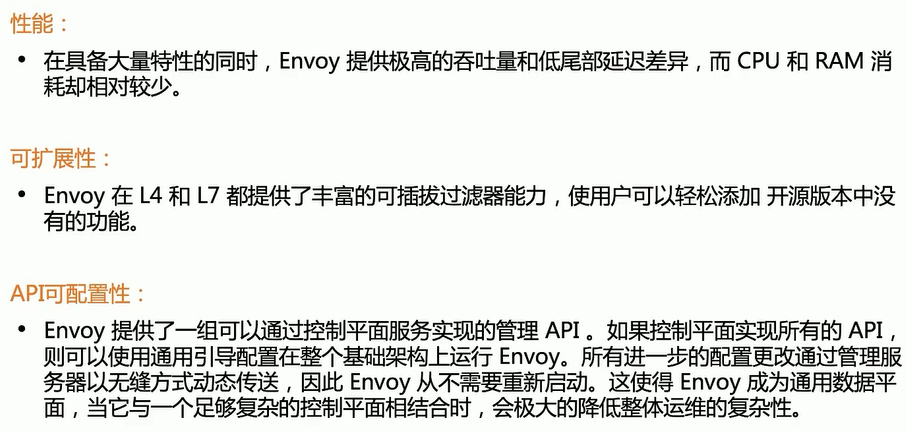 性能：
• 在具备大量特性的同时，Envoy 提供极高的吞吐量和低尾部延迟差异，而 CPU 和 RAM 消
耗却相对较少。
可扩展性：
• Envoy 在 L4 和 L7 都提供了丰富的可插拔过滤器能力，使用户可以轻松添加 开源版本中没
有的功能。
API可配置性：
• Envoy 提供了一组可以通过控制平面服务实现的管理 API 。如果控制平面实现所有的 API，
则可以使用通用引导配置在整个基础架构上运行 Envoy。所有进一步的配置更改通过管理服
务器以无缝方式动态传送，因此 Envoy 从不需要重新启动。这使得 Envoy 成为通用数据平
面，当它与一个足够复杂的控制平面相结合时，会极大的降低整体运维的复杂性。